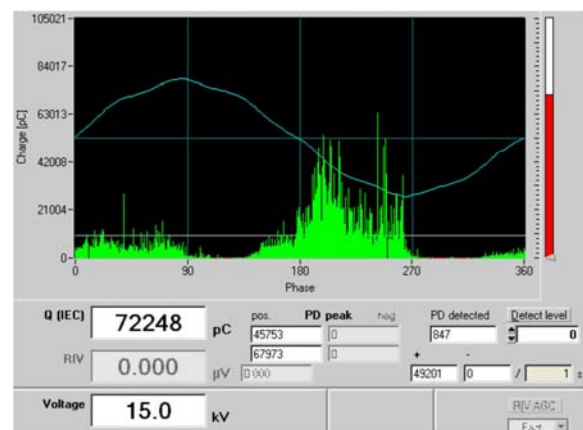 105021
84017
63013
42008
21004
0
Charge [pC]
0 90 180 270 360
Phase
Q (IEC) 72248 pC
pos. PD peak neg
45753 0
67973 0
PD detected
847
Detect level
0
RIV 0.000 µV
0.000
+ -
49201 0 / 1 s
Voltage 15.0 kV
RIV AGC
Fast